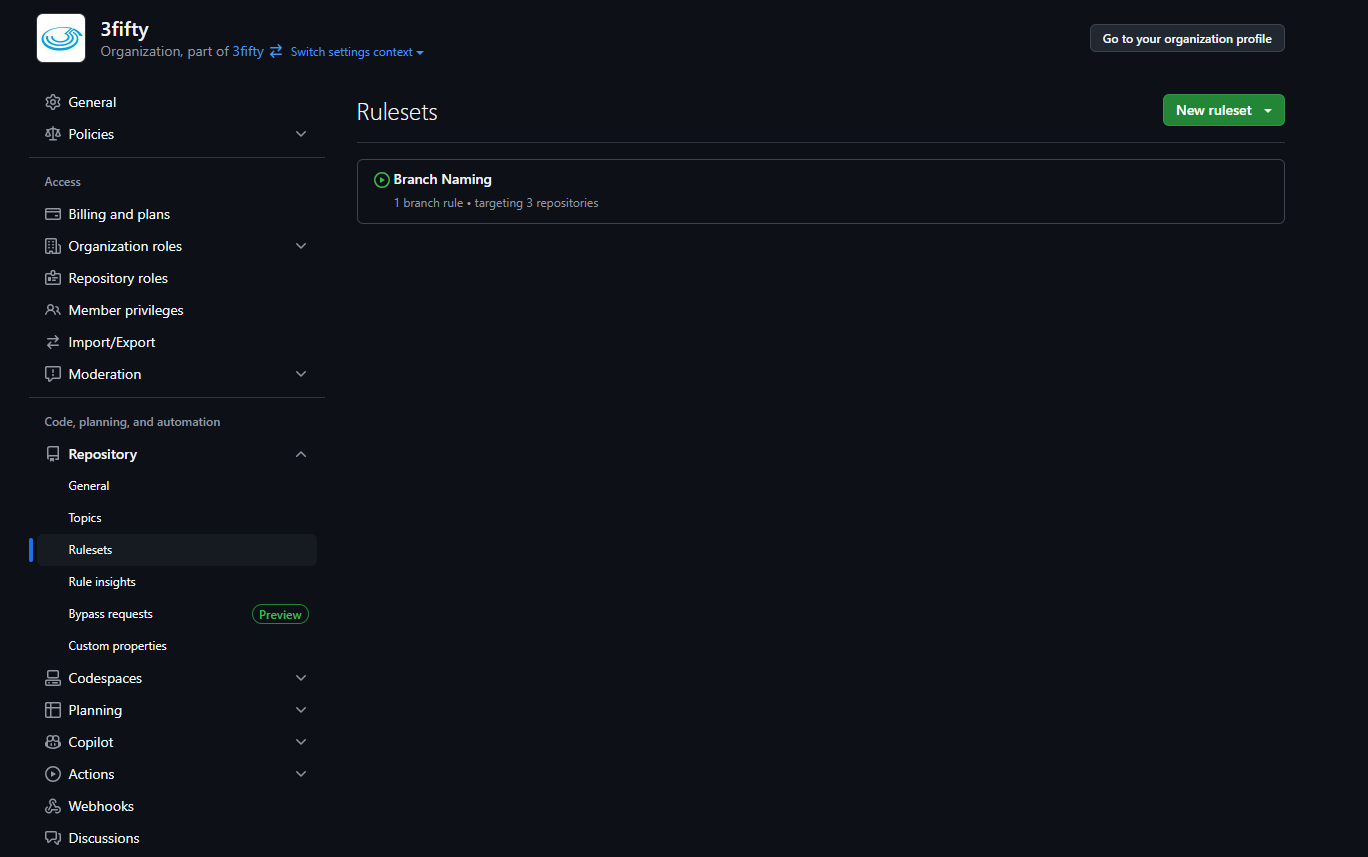 3fifty
Organization, part of 3fifty Switch settings context
Go to your organization profile
General
Policies
Access
Billing and plans
Organization roles
Repository roles
Member privileges
Import/Export
Moderation
Code, planning, and automation
Repository
General
Topics
Rulesets
Rule insights
Bypass requests Preview
Custom properties
Codespaces
Planning
Copilot
Actions
Webhooks
Discussions
Rulesets
New ruleset
Branch Naming
1 branch rule • targeting 3 repositories